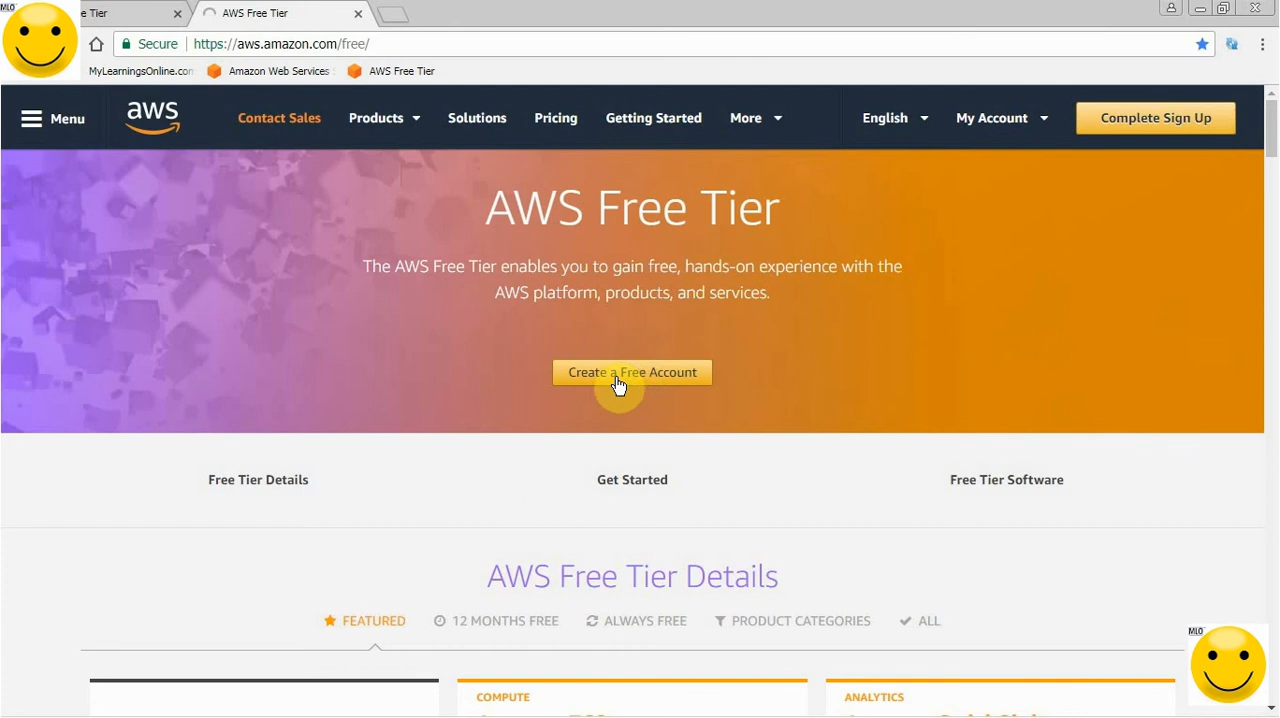 MLO
e Tier
AWS Free Tier
Secure
https://aws.amazon.com/free/
MyLearningsOnline.com
Amazon Web Services
AWS Free Tier
Menu
aws
Contact Sales
Products
Solutions
Pricing
Getting Started
More
English
My Account
Complete Sign Up
AWS Free Tier
The AWS Free Tier enables you to gain free, hands-on experience with the
AWS platform, products, and services.
Create a Free Account
Free Tier Details
Get Started
Free Tier Software
AWS Free Tier Details
FEATURED
12 MONTHS FREE
ALWAYS FREE
PRODUCT CATEGORIES
ALL
MLO
COMPUTE
ANALYTICS